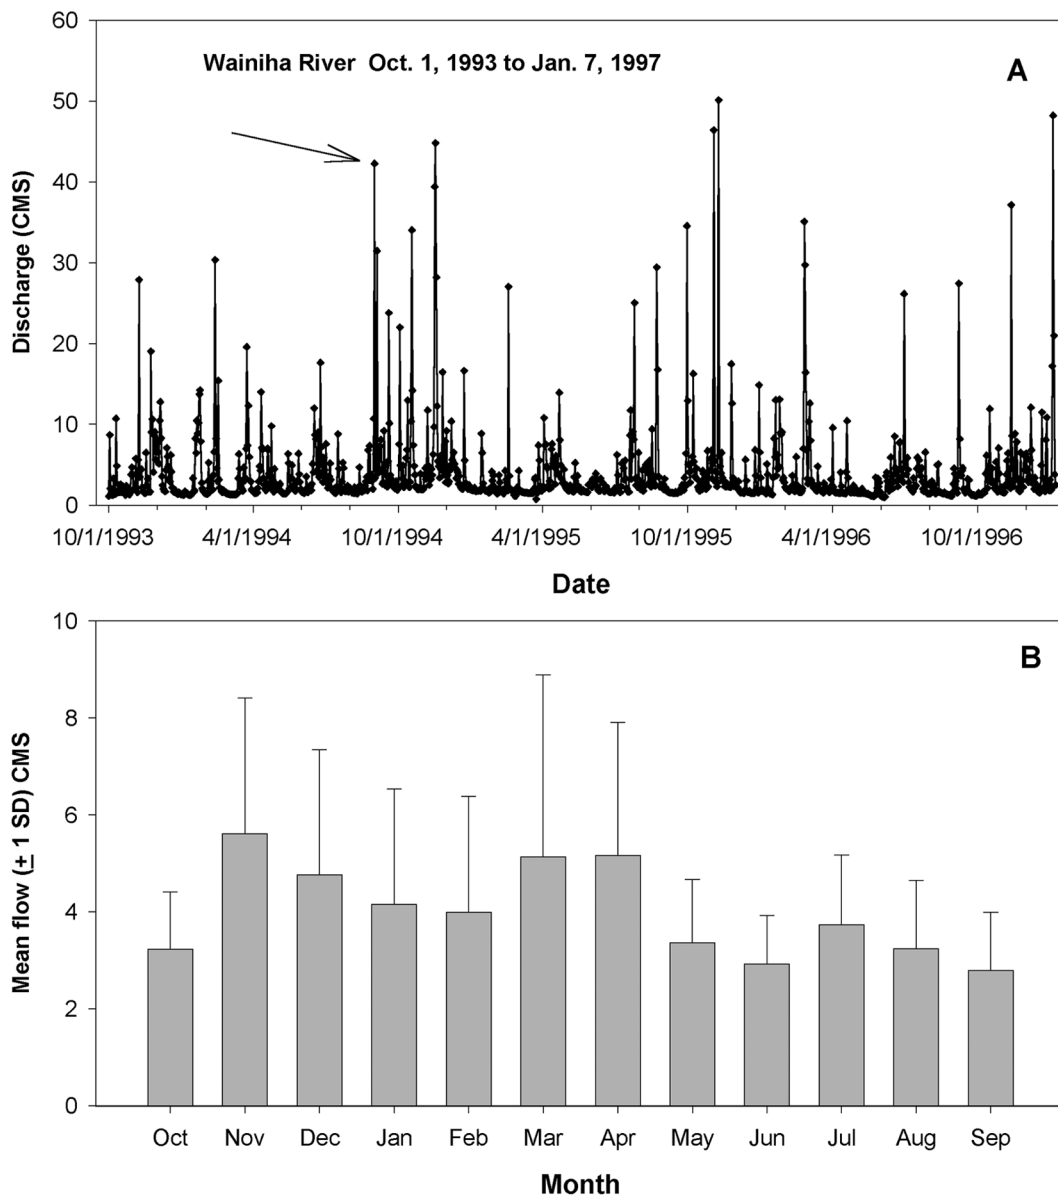 60
Wainiha River Oct. 1, 1993 to Jan. 7, 1997
A
50
40
30
20
10
0
Discharge (CMS)
10/1/1993 4/1/1994 10/1/1994 4/1/1995 10/1/1995 4/1/1996 10/1/1996
Date
10
B
8
6
4
2
0
Mean flow (± 1 SD) CMS
Oct Nov Dec Jan Feb Mar Apr May Jun Jul Aug Sep
Month